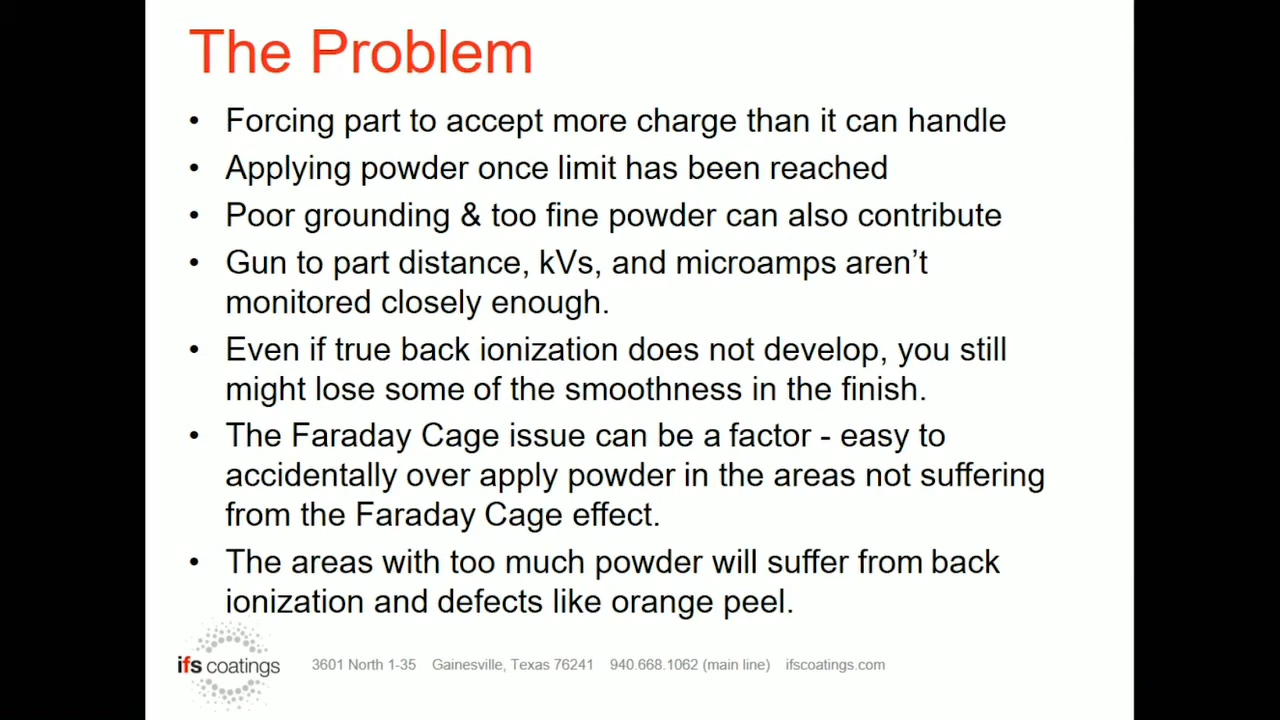 The Problem
• Forcing part to accept more charge than it can handle
• Applying powder once limit has been reached
• Poor grounding & too fine powder can also contribute
• Gun to part distance, kVs, and microamps aren’t
monitored closely enough.
• Even if true back ionization does not develop, you still
might lose some of the smoothness in the finish.
• The Faraday Cage issue can be a factor - easy to
accidentally over apply powder in the areas not suffering
from the Faraday Cage effect.
• The areas with too much powder will suffer from back
ionization and defects like orange peel.
ifs coatings 3601 North 1-35 Gainesville, Texas 76241 940.668.1062 (main line) ifscoatings.com